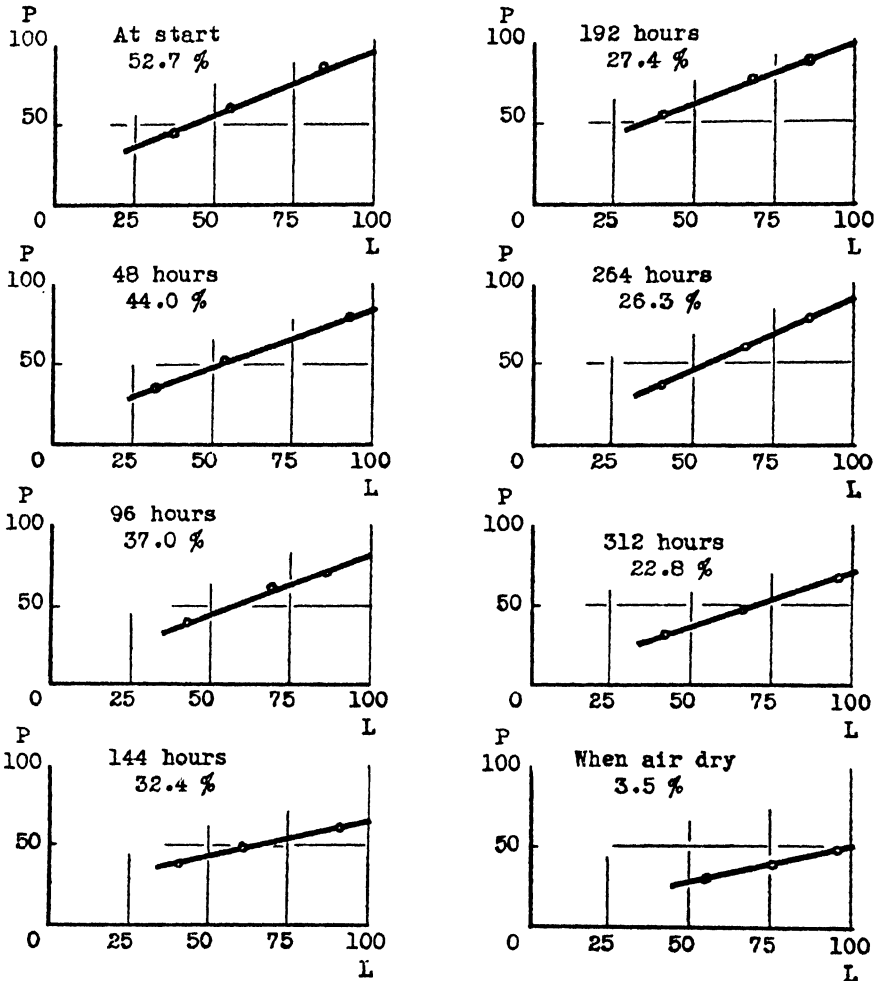 P
100
At start
52.7 %
50
0
25
50
75
100
L
P
100
48 hours
44.0 %
50
0
25
50
75
100
L
P
100
96 hours
37.0 %
50
0
25
50
75
100
L
P
100
144 hours
32.4 %
50
0
25
50
75
100
L
P
100
192 hours
27.4 %
50
0
25
50
75
100
L
P
100
264 hours
26.3 %
50
0
25
50
75
100
L
P
100
312 hours
22.8 %
50
0
25
50
75
100
L
P
100
When air dry
3.5 %
50
0
25
50
75
100
L